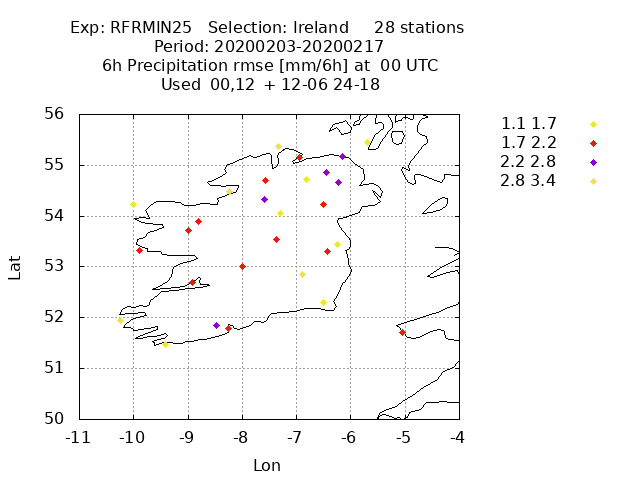 Exp: RFRMIN25 Selection: Ireland 28 stations
Period: 20200203-20200217
6h Precipitation rmse [mm/6h] at 00 UTC
Used 00,12 + 12-06 24-18
56
55
54
53
52
51
50
-11 -10 -9 -8 -7 -6 -5 -4
Lat
Lon
1.1 1.7
1.7 2.2
2.2 2.8
2.8 3.4